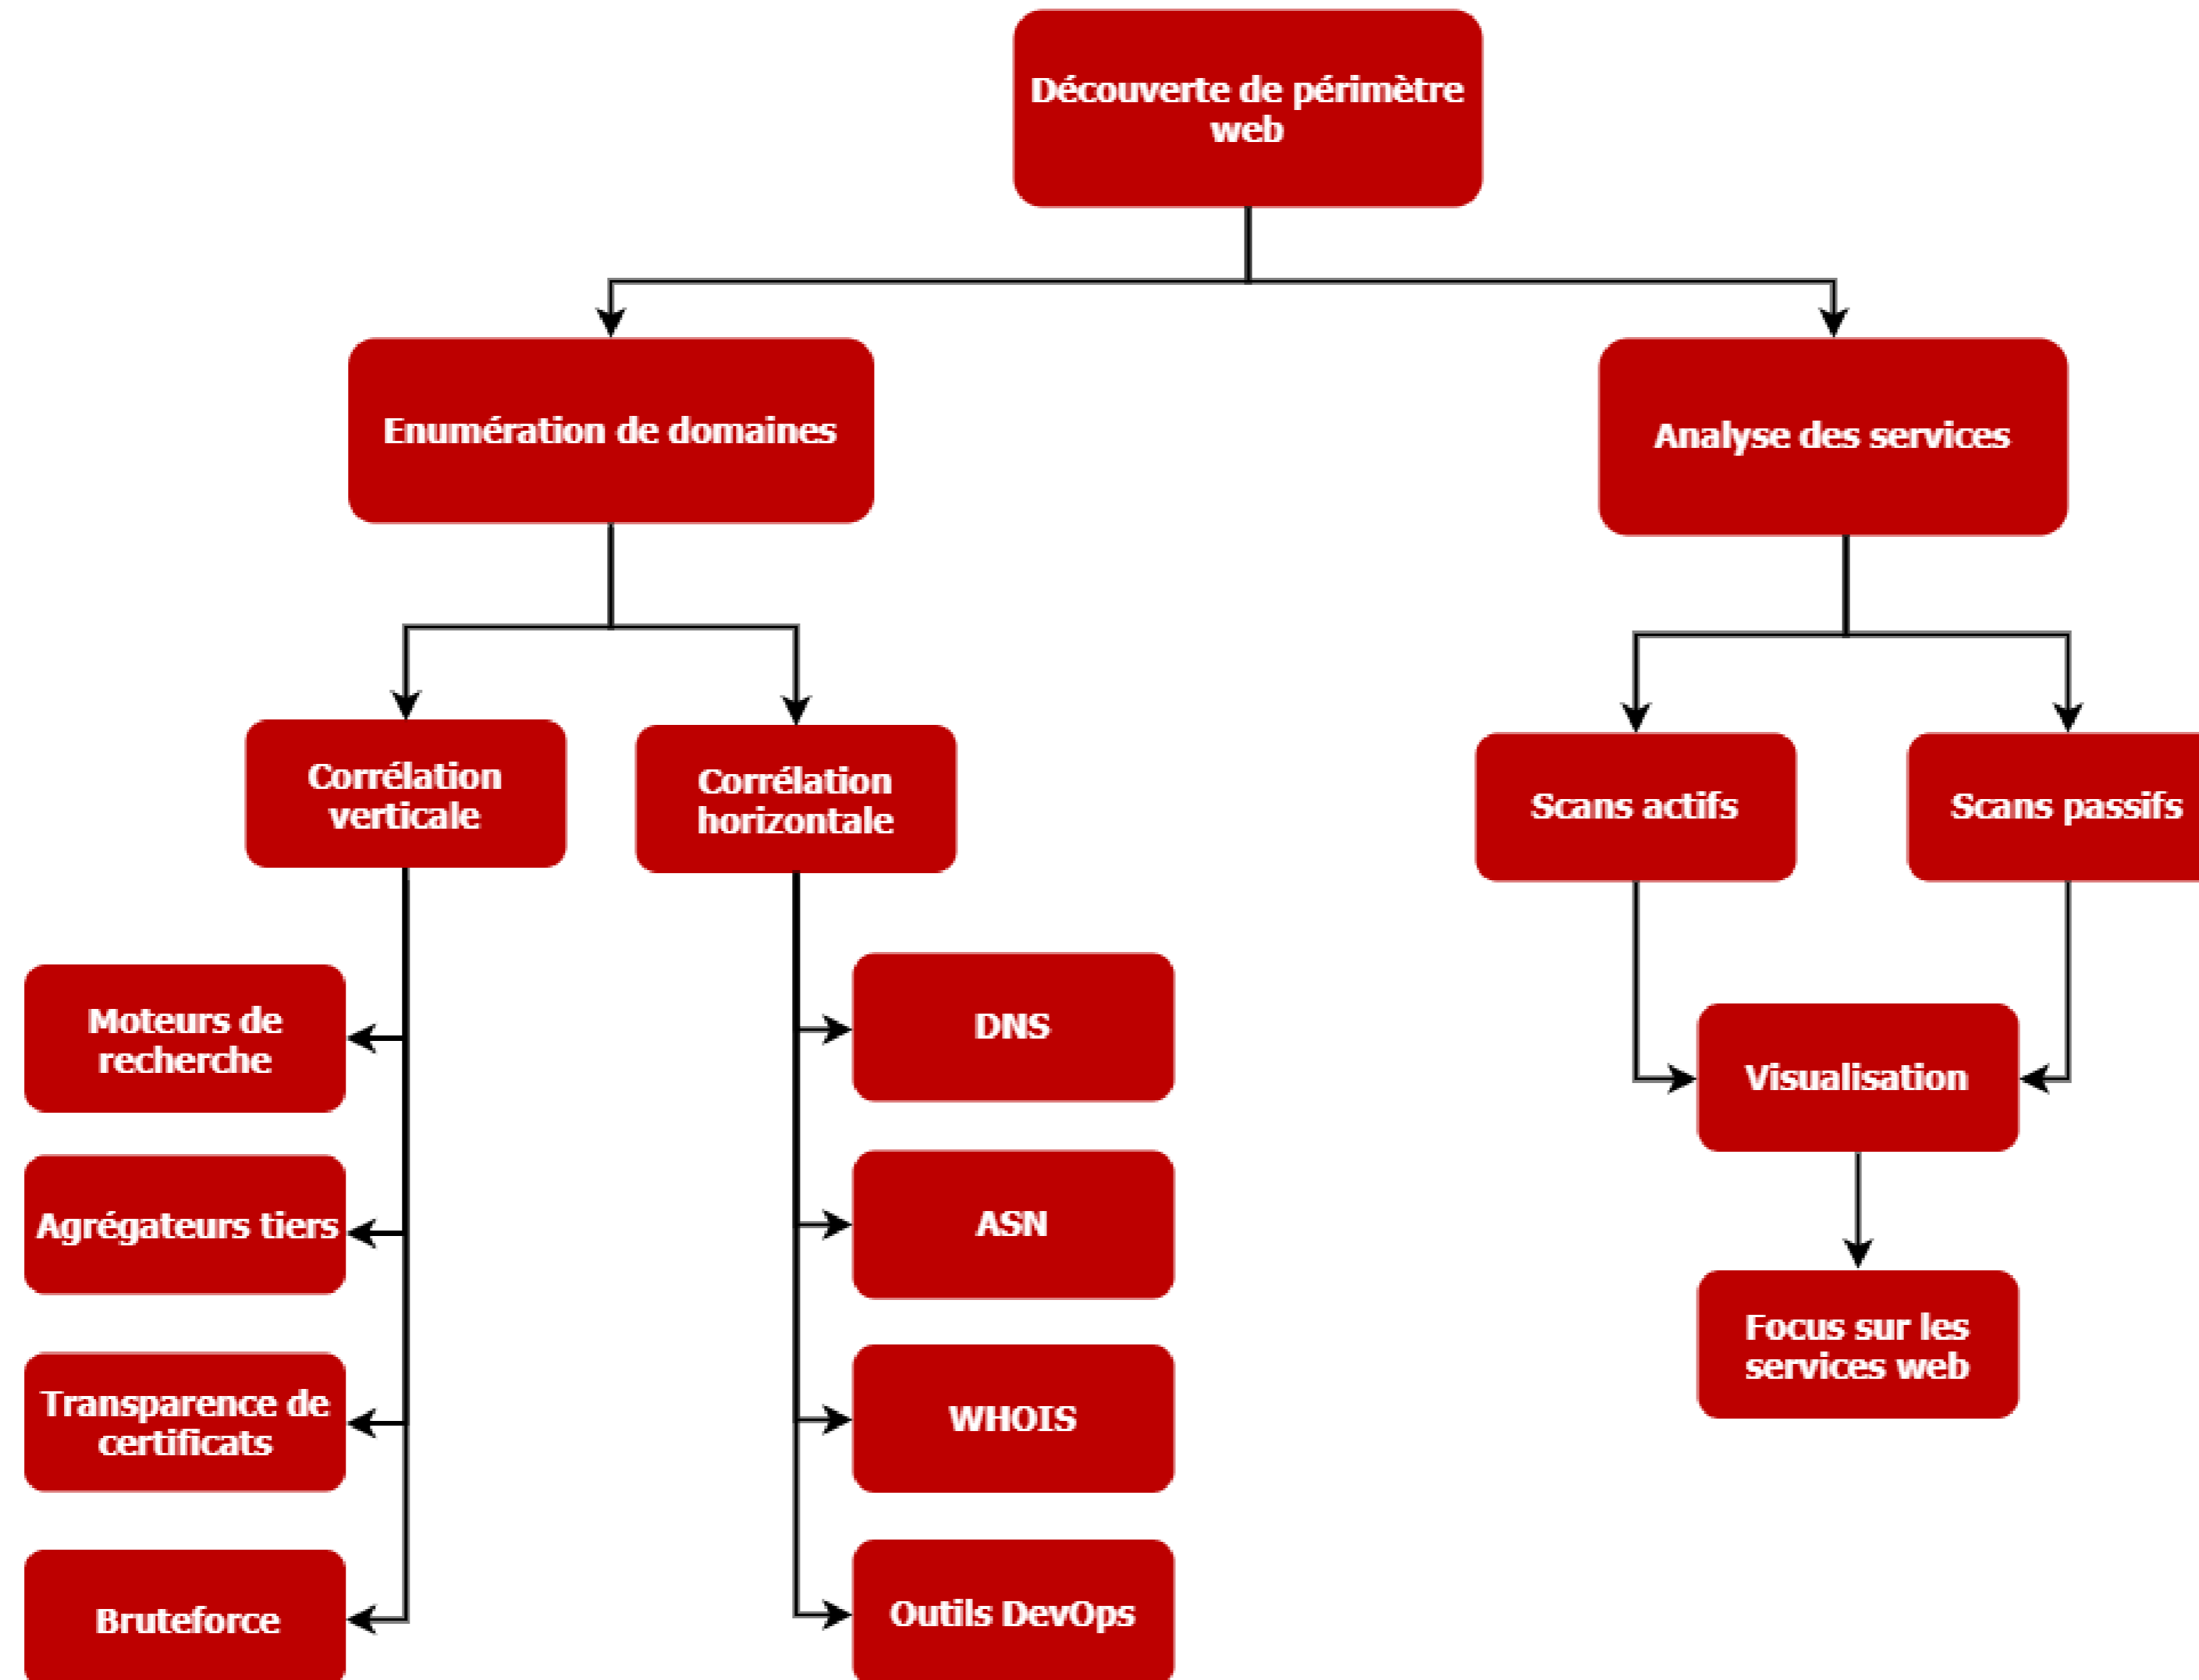 Découverte de périmètre
web
Enumération de domaines
Analyse des services
Corrélation
verticale
Corrélation
horizontale
Scans actifs
Scans passifs
Moteurs de
recherche
DNS
Visualisation
Agrégateurs tiers
ASN
Focus sur les
services web
Transparence de
certificats
WHOIS
Bruteforce
Outils DevOps